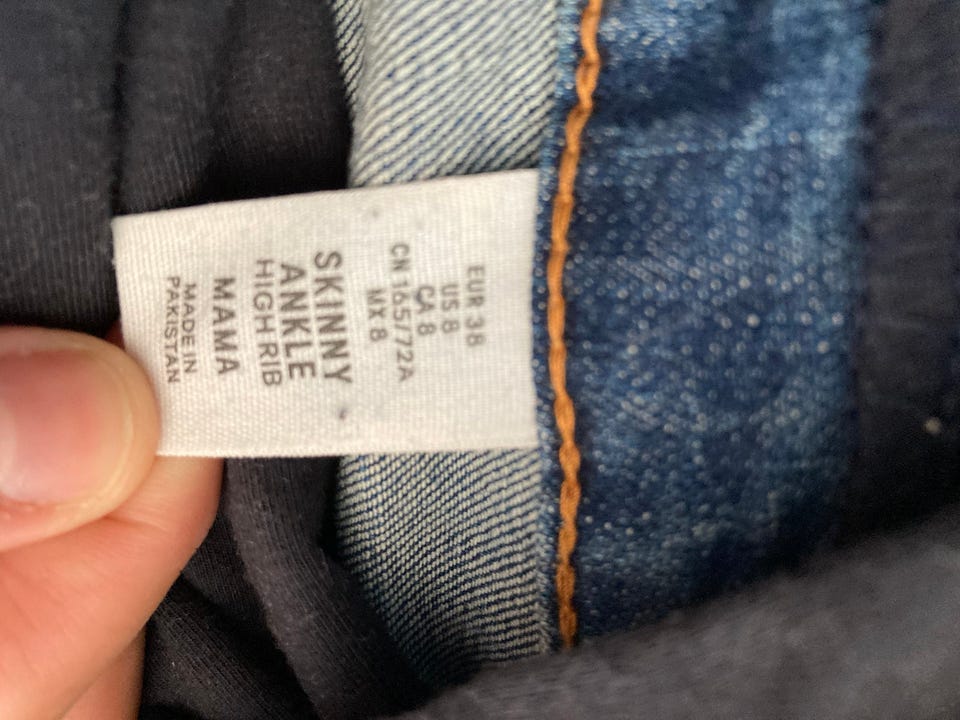 EUR 38
US 8
CA 8
CN 165/72A
MX 8
SKINNY
ANKLE
HIGH RIB
MAMA
MADE IN
PAKISTAN